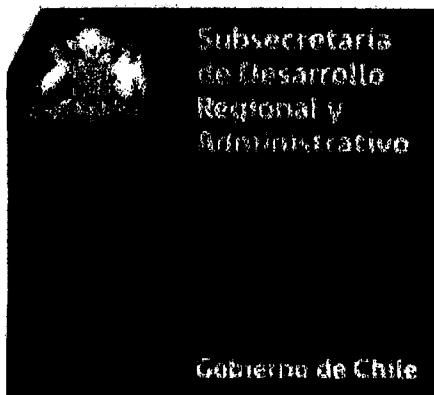 Subsecretaría
de Desarrollo
Regional y
Administrativo
Gobierno de Chile